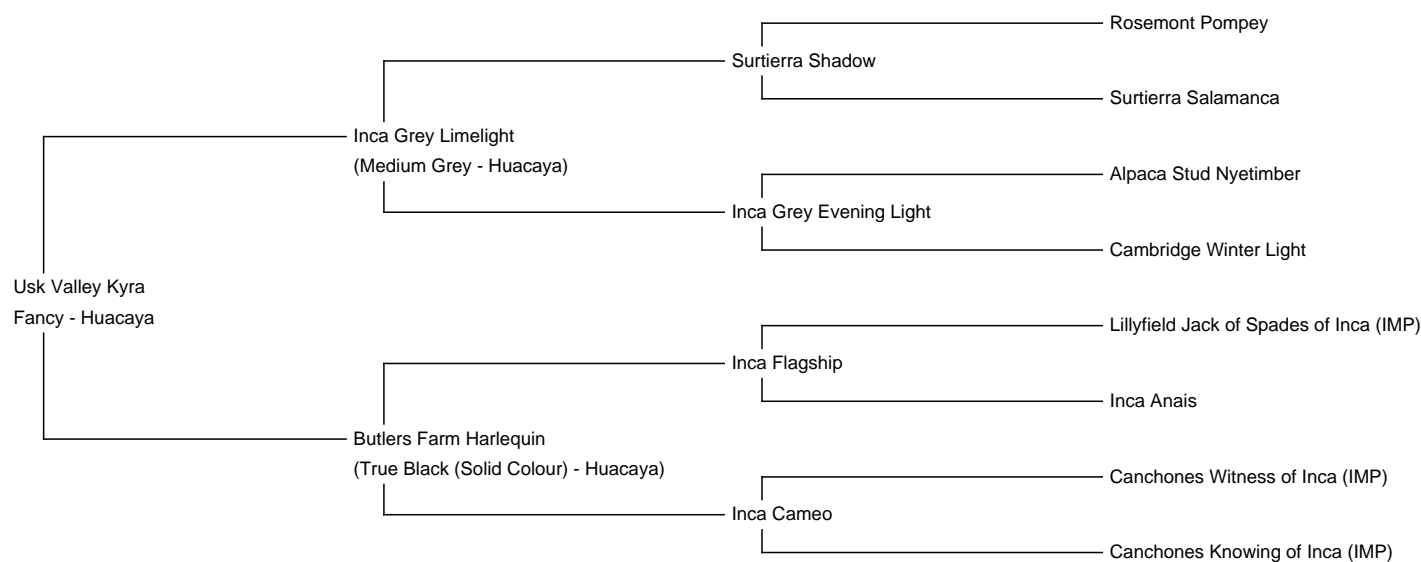 Rosemont Pompey
Surtierra Shadow
Surtierra Salamanca
Inca Grey Limelight
(Medium Grey - Huacaya)
Alpaca Stud Nyetimber
Inca Grey Evening Light
Cambridge Winter Light
Usk Valley Kyra
Fancy - Huacaya
Lillyfield Jack of Spades of Inca (IMP)
Inca Flagship
Inca Anais
Butlers Farm Harlequin
(True Black (Solid Colour) - Huacaya)
Canchones Witness of Inca (IMP)
Inca Cameo
Canchones Knowing of Inca (IMP)